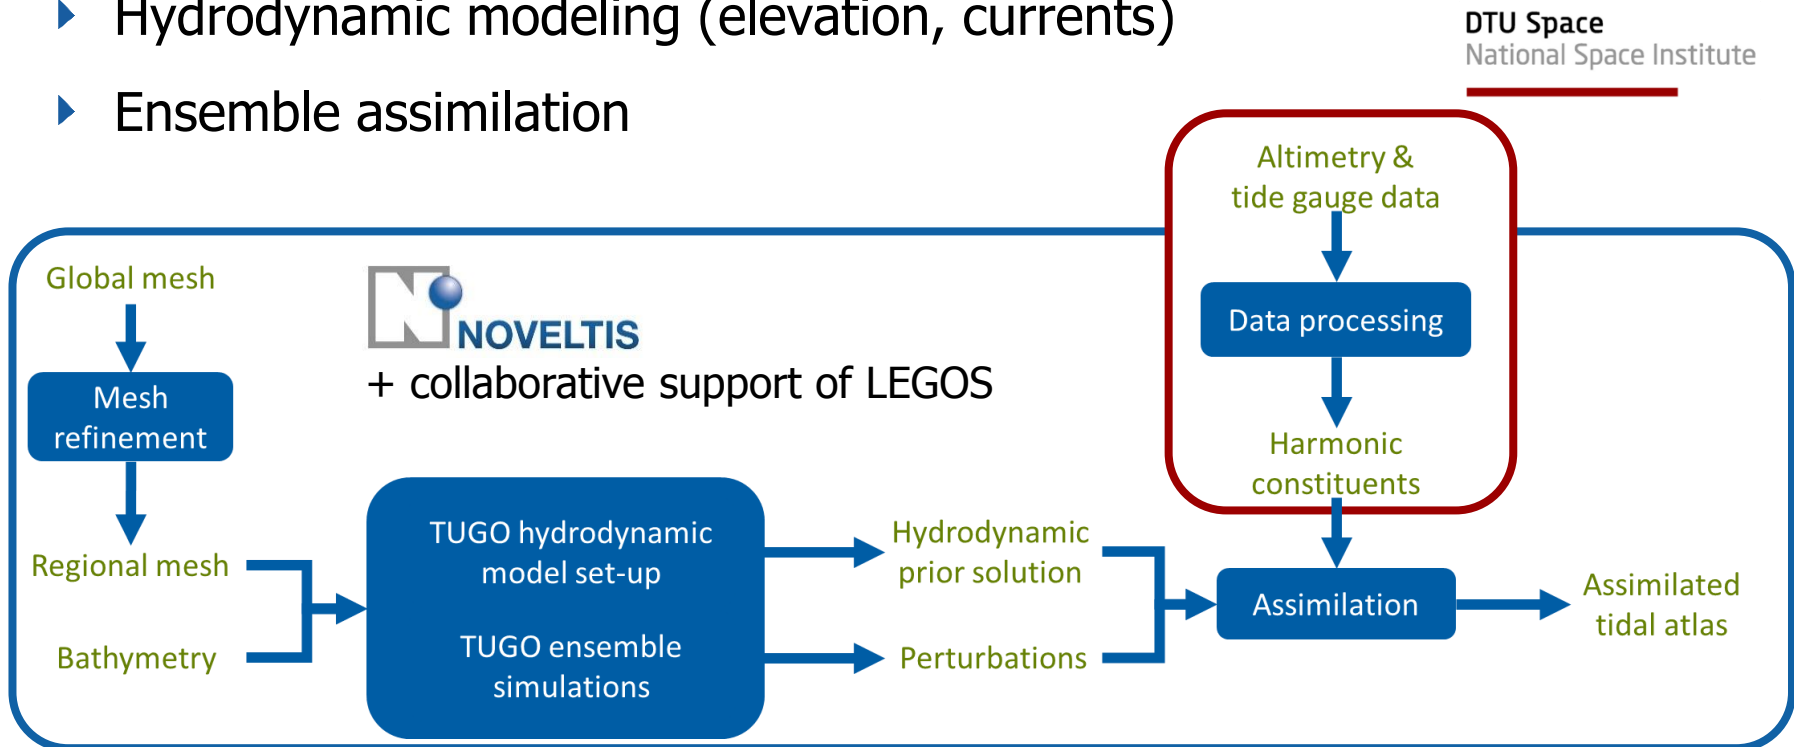 Hydrodynamic modeling (elevation, currents)
Ensemble assimilation
DTU Space
National Space Institute
Altimetry &
tide gauge data
Data processing
Harmonic
constituents
Global mesh
Mesh
refinement
Regional mesh
Bathymetry
N
NOVELTIS
+ collaborative support of LEGOS
TUGO hydrodynamic
model set-up
TUGO ensemble
simulations
Hydrodynamic
prior solution
Perturbations
Assimilation
Assimilated
tidal atlas